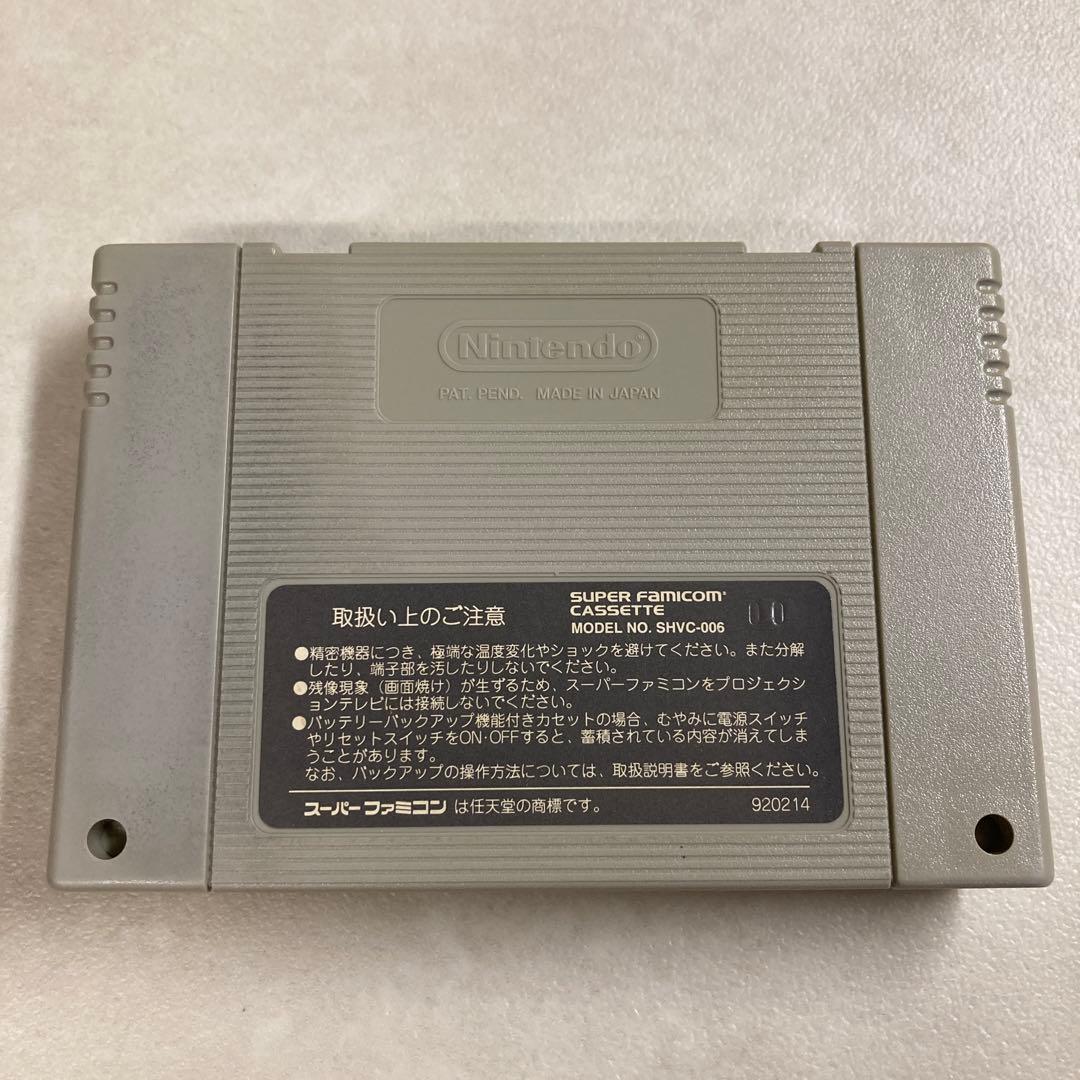 Nintendo®
PAT. PEND. MADE IN JAPAN
取扱い上のご注意
SUPER FAMICOM®
CASSETTE
MODEL NO. SHVC-006
00
●精密機器につき、極端な温度変化やショックを避けてください。また分解
したり、端子部を汚したりしないでください。
●残像現象（画面焼け）が生ずるため、スーパーファミコンをプロジェクシ
ョンテレビには接続しないでください。
●バッテリーバックアップ機能付きカセットの場合、むやみに電源スイッチ
やリセットスイッチをON·OFFすると、蓄積されている内容が消えてしま
うことがあります。
なお、バックアップの操作方法については、取扱説明書をご参照ください。
スーパーファミコン は任天堂の商標です。
920214